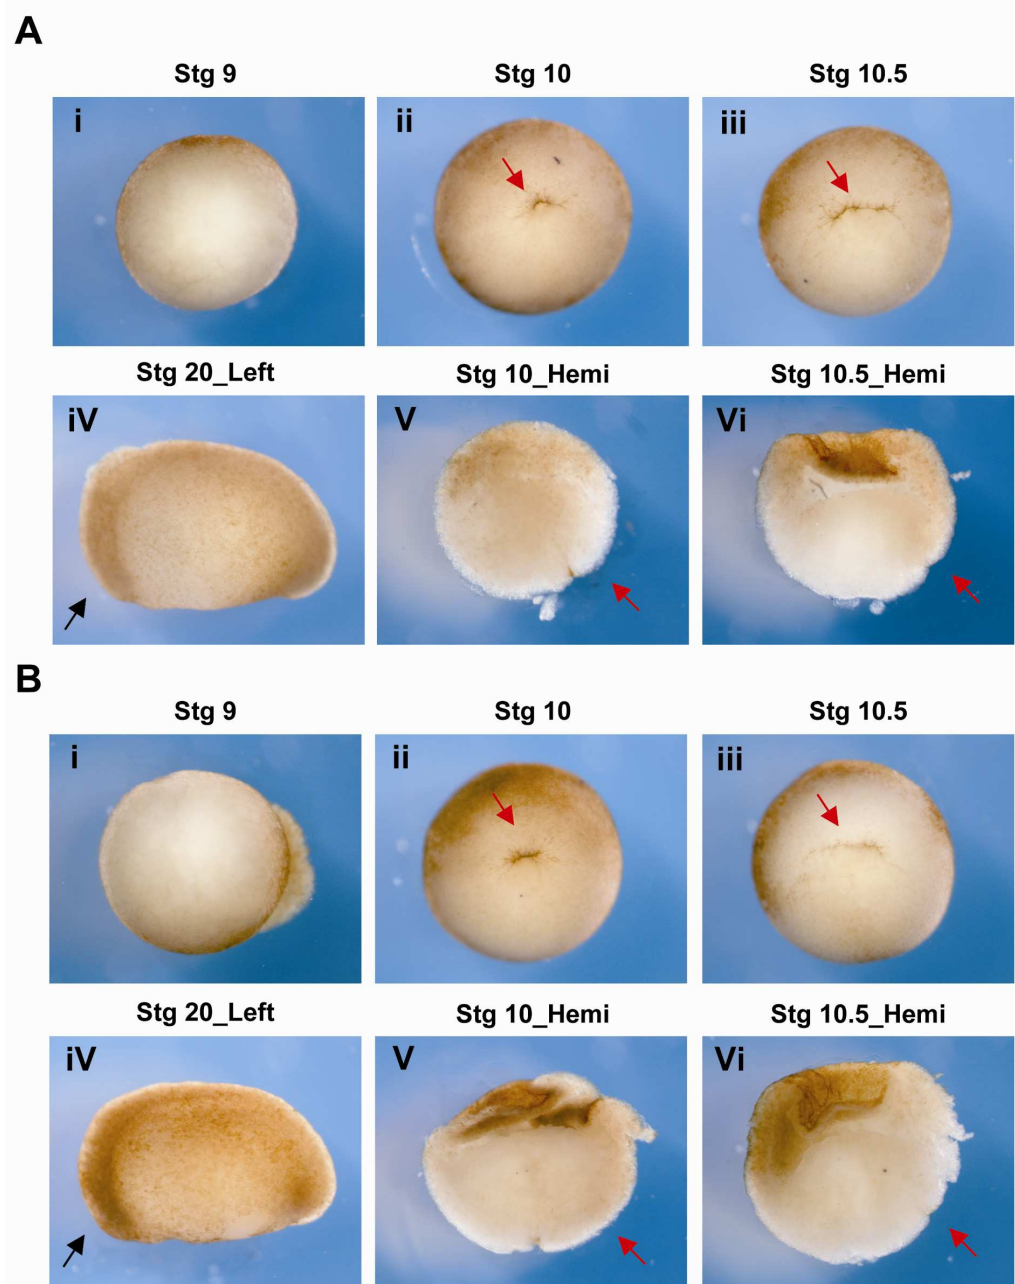 A
Stg 9
Stg 10
Stg 10.5
i
ii
iii
Stg 20_Left
Stg 10_Hemi
Stg 10.5_Hemi
iV
V
Vi
B
Stg 9
Stg 10
Stg 10.5
i
ii
iii
Stg 20_Left
Stg 10_Hemi
Stg 10.5_Hemi
iV
V
Vi